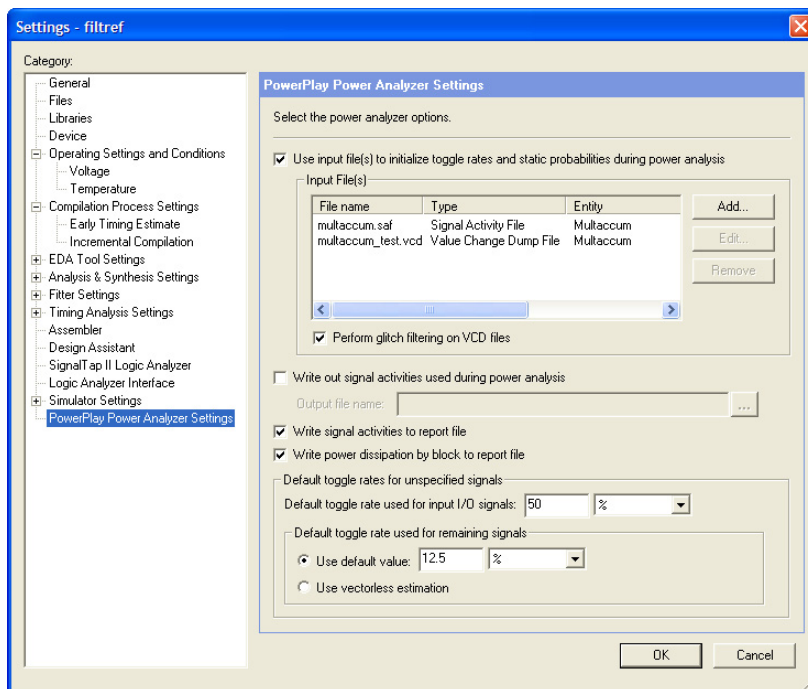 Settings - filtref
Category:
General
Files
Libraries
Device
Operating Settings and Conditions
Voltage
Temperature
Compilation Process Settings
Early Timing Estimate
Incremental Compilation
EDA Tool Settings
Analysis & Synthesis Settings
Fitter Settings
Timing Analysis Settings
Assembler
Design Assistant
SignalTap II Logic Analyzer
Logic Analyzer Interface
Simulator Settings
PowerPlay Power Analyzer Settings
PowerPlay Power Analyzer Settings
Select the power analyzer options.
Use input file(s) to initialize toggle rates and static probabilities during power analysis
Input File(s)
File name Type Entity
multaccum.saf Signal Activity File Multaccum
multaccum_test.vcd Value Change Dump File Multaccum
Add...
Edit...
Remove
Perform glitch filtering on VCD files
Write out signal activities used during power analysis
Output file name: ...
Write signal activities to report file
Write power dissipation by block to report file
Default toggle rates for unspecified signals
Default toggle rate used for input I/O signals: 50 %
Default toggle rate used for remaining signals
Use default value: 12.5 %
Use vectorless estimation
OK Cancel